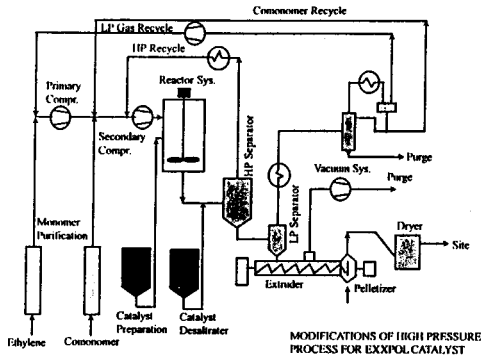 Comonomer Recycle
LP Gas Recycle
HP Recycle
Primary
Compr.
Reactor Sys.
Secondary
Compr.
HP Separator
Purge
Vacuum Sys.
Purge
LP Separator
Monomer
Purification
Dryer
Site
Extruder
Pelletizer
Catalyst
Preparation
Catalyst
Desaltrater
Ethylene
Comonomer
MODIFICATIONS OF HIGH PRESSURE
PROCESS FOR EXXPOL CATALYST